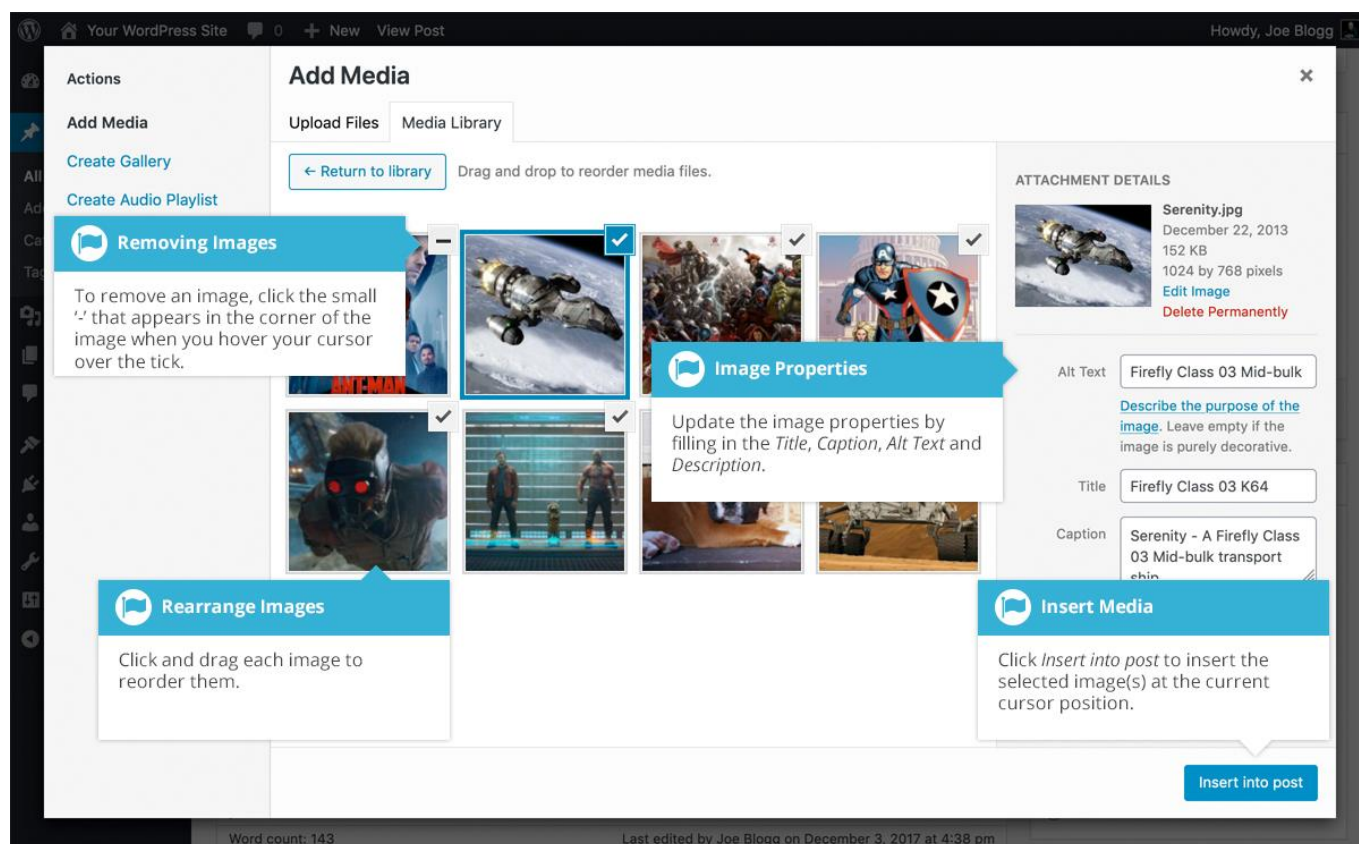 Your WordPress Site 0 + New View Post
Howdy, Joe Blogg
Actions
Add Media
Create Gallery
Create Audio Playlist
All
Add Media
×
Upload Files
Media Library
← Return to library
Drag and drop to reorder media files.
Removing Images
To remove an image, click the small
'-' that appears in the corner of the
image when you hover your cursor
over the tick.
ANT-MAN
Image Properties
Update the image properties by
filling in the Title, Caption, Alt Text and
Description.
Rearrange Images
Click and drag each image to
reorder them.
ATTACHMENT DETAILS
Serenity.jpg
December 22, 2013
152 KB
1024 by 768 pixels
Edit Image
Delete Permanently
Alt Text
Firefly Class 03 Mid-bulk
Describe the purpose of the
image. Leave empty if the
image is purely decorative.
Title
Firefly Class 03 K64
Caption
Serenity - A Firefly Class
03 Mid-bulk transport
ship
Insert Media
Click Insert into post to insert the
selected image(s) at the current
cursor position.
Insert into post
Word count: 143
Last edited by Joe Blogg on December 3, 2017 at 4:38 pm